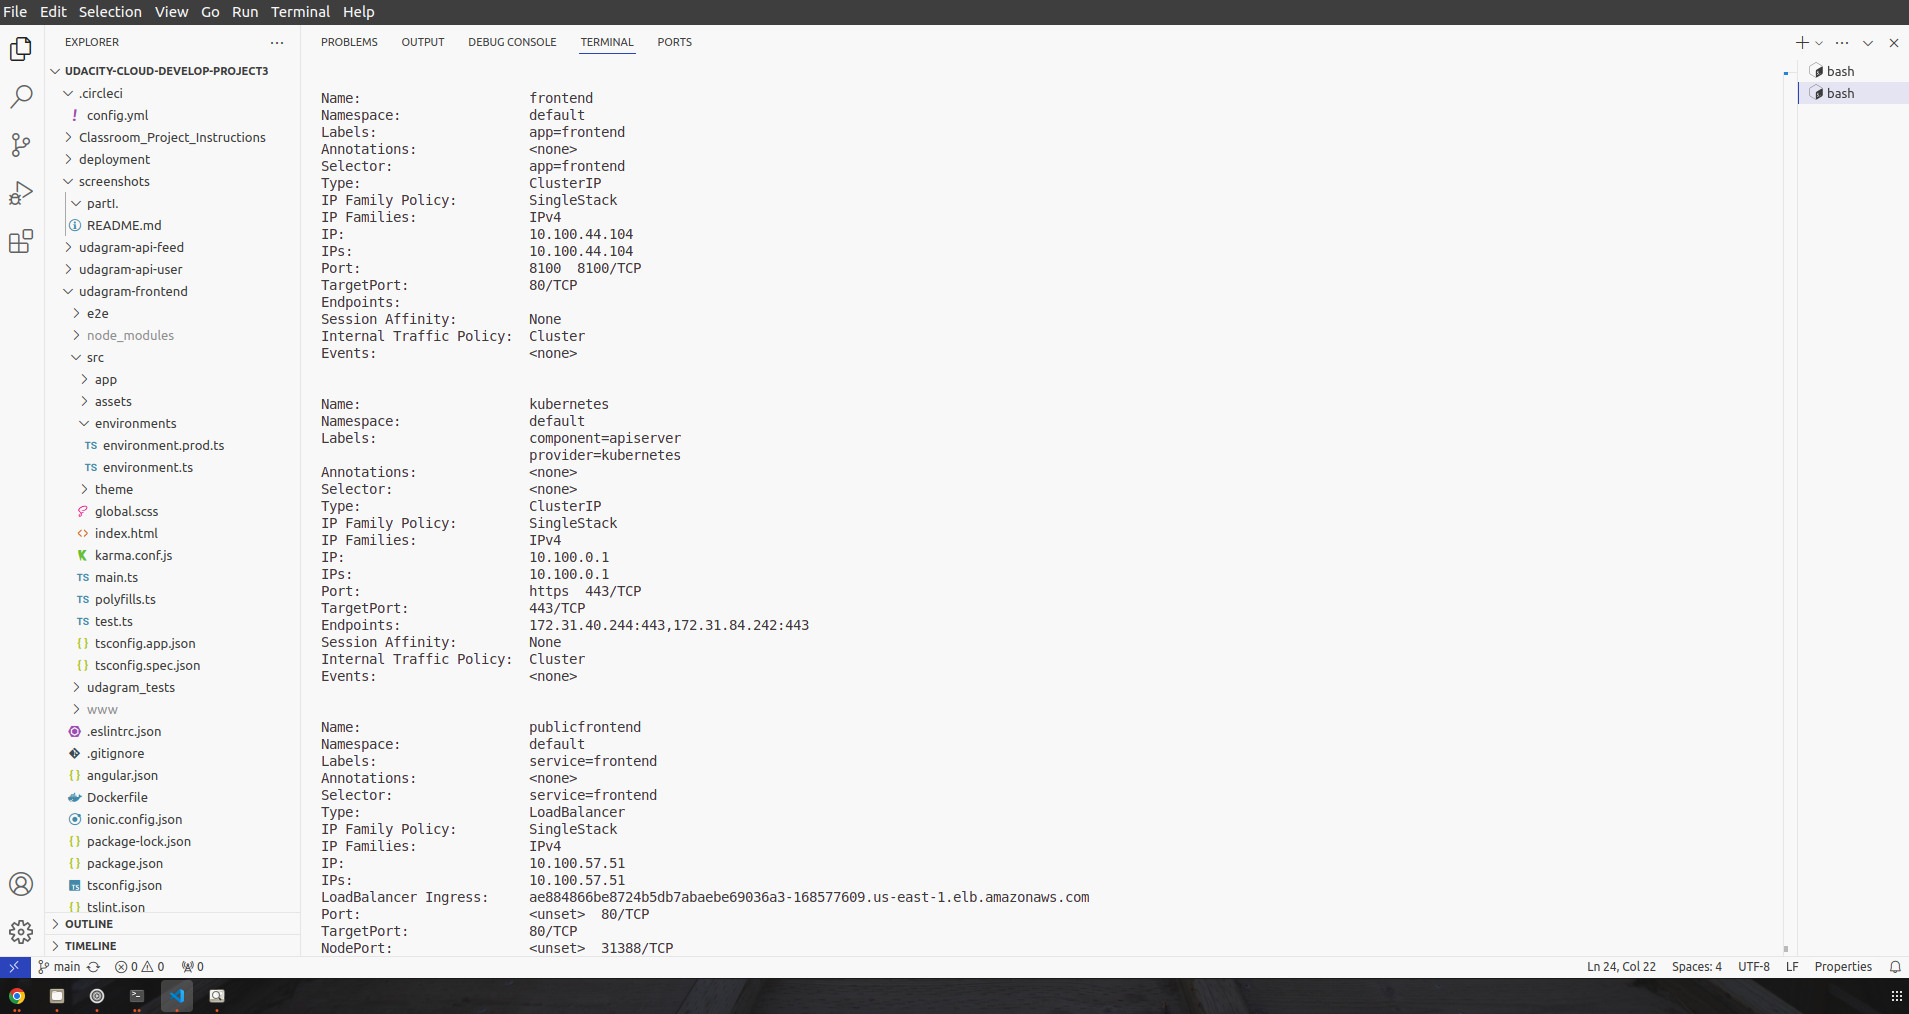 File Edit Selection View Go Run Terminal Help
EXPLORER
UDACITY-CLOUD-DEVELOP-PROJECT3
.circleci
config.yml
Classroom_Project_Instructions
deployment
screenshots
partI.
README.md
udagram-api-feed
udagram-api-user
udagram-frontend
e2e
node_modules
src
app
assets
environments
TS environment.prod.ts
TS environment.ts
theme
global.scss
index.html
karma.conf.js
TS main.ts
TS polyfills.ts
TS test.ts
tsconfig.app.json
tsconfig.spec.json
udagram_tests
www
.eslintrc.json
.gitignore
angular.json
Dockerfile
ionic.config.json
package-lock.json
package.json
tsconfig.json
tslint.json
OUTLINE
TIMELINE
PROBLEMS OUTPUT DEBUG CONSOLE TERMINAL PORTS
Name: frontend
Namespace: default
Labels: app=frontend
Annotations: <none>
Selector: app=frontend
Type: ClusterIP
IP Family Policy: SingleStack
IP Families: IPv4
IP: 10.100.44.104
IPs: 10.100.44.104
Port: 8100 8100/TCP
TargetPort: 80/TCP
Endpoints:
Session Affinity: None
Internal Traffic Policy: Cluster
Events: <none>
Name: kubernetes
Namespace: default
Labels: component=apiserver
provider=kubernetes
Annotations: <none>
Selector: <none>
Type: ClusterIP
IP Family Policy: SingleStack
IP Families: IPv4
IP: 10.100.0.1
IPs: 10.100.0.1
Port: https 443/TCP
TargetPort: 443/TCP
Endpoints: 172.31.40.244:443,172.31.84.242:443
Session Affinity: None
Internal Traffic Policy: Cluster
Events: <none>
Name: publicfrontend
Namespace: default
Labels: service=frontend
Annotations: <none>
Selector: service=frontend
Type: LoadBalancer
IP Family Policy: SingleStack
IP Families: IPv4
IP: 10.100.57.51
IPs: 10.100.57.51
LoadBalancer Ingress: ae884866be8724b5db7abaebe69036a3-168577609.us-east-1.elb.amazonaws.com
Port: <unset> 80/TCP
TargetPort: 80/TCP
NodePort: <unset> 31388/TCP
bash
bash
main 0 0 0
Ln 24, Col 22 Spaces: 4 UTF-8 LF Properties